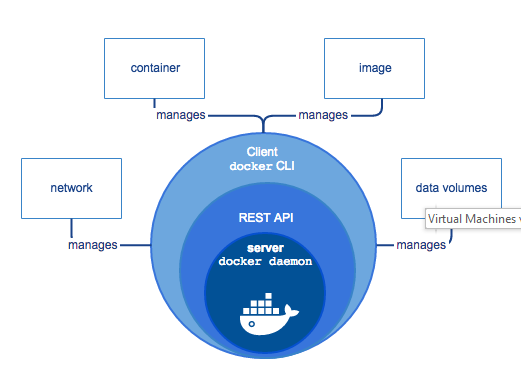 container
image
manages
manages
Client
docker CLI
network
data volumes
REST API
Virtual Machines
manages
server
docker daemon
manages